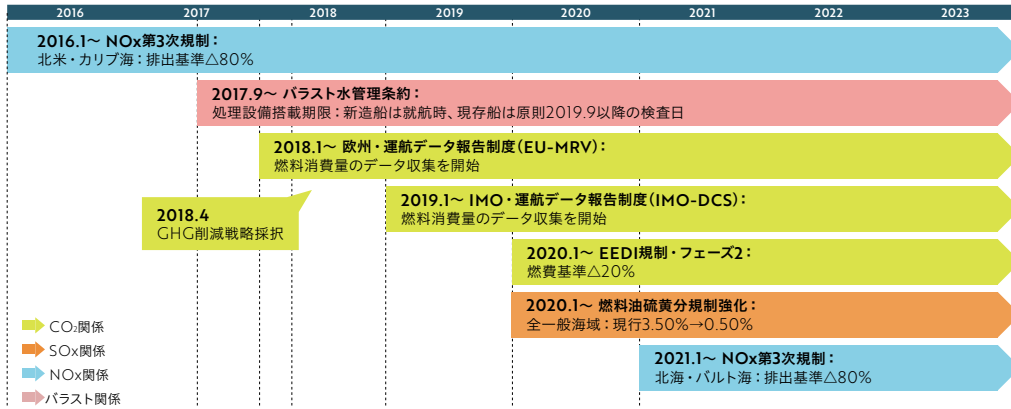 2016 2017 2018 2019 2020 2021 2022 2023
2016.1~ NOx第3次規制：
北米・カリブ海：排出基準△80%
2017.9~ バラスト水管理条約：
処理設備搭載期限：新造船は就航時、現存船は原則2019.9以降の検査日
2018.1~ 欧州・運航データ報告制度(EU-MRV)：
燃料消費量のデータ収集を開始
2018.4
GHG削減戦略採択
2019.1~ IMO・運航データ報告制度(IMO-DCS)：
燃料消費量のデータ収集を開始
2020.1~ EEDI規制・フェーズ2：
燃費基準△20%
2020.1~ 燃料油硫黄分規制強化：
全一般海域：現行3.50%→0.50%
2021.1~ NOx第3次規制：
北海・バルト海：排出基準△80%
CO₂関係
SOx関係
NOx関係
バラスト関係